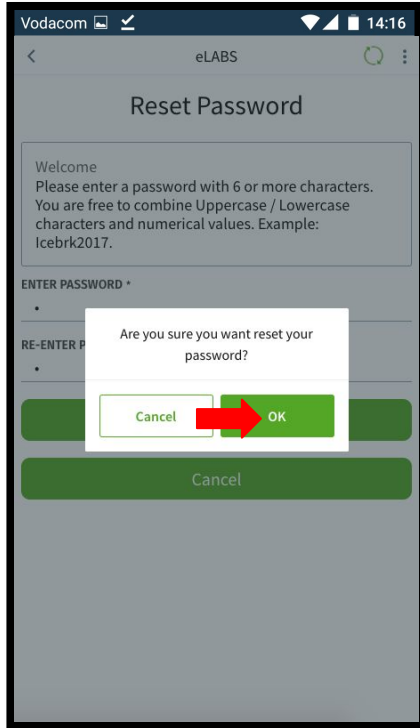 Vodacom 14:16
eLABS
Reset Password
Welcome
Please enter a password with 6 or more characters.
You are free to combine Uppercase / Lowercase
characters and numerical values. Example:
Icebrk2017.
ENTER PASSWORD *
RE-ENTER P
Are you sure you want reset your
password?
Cancel OK
Cancel